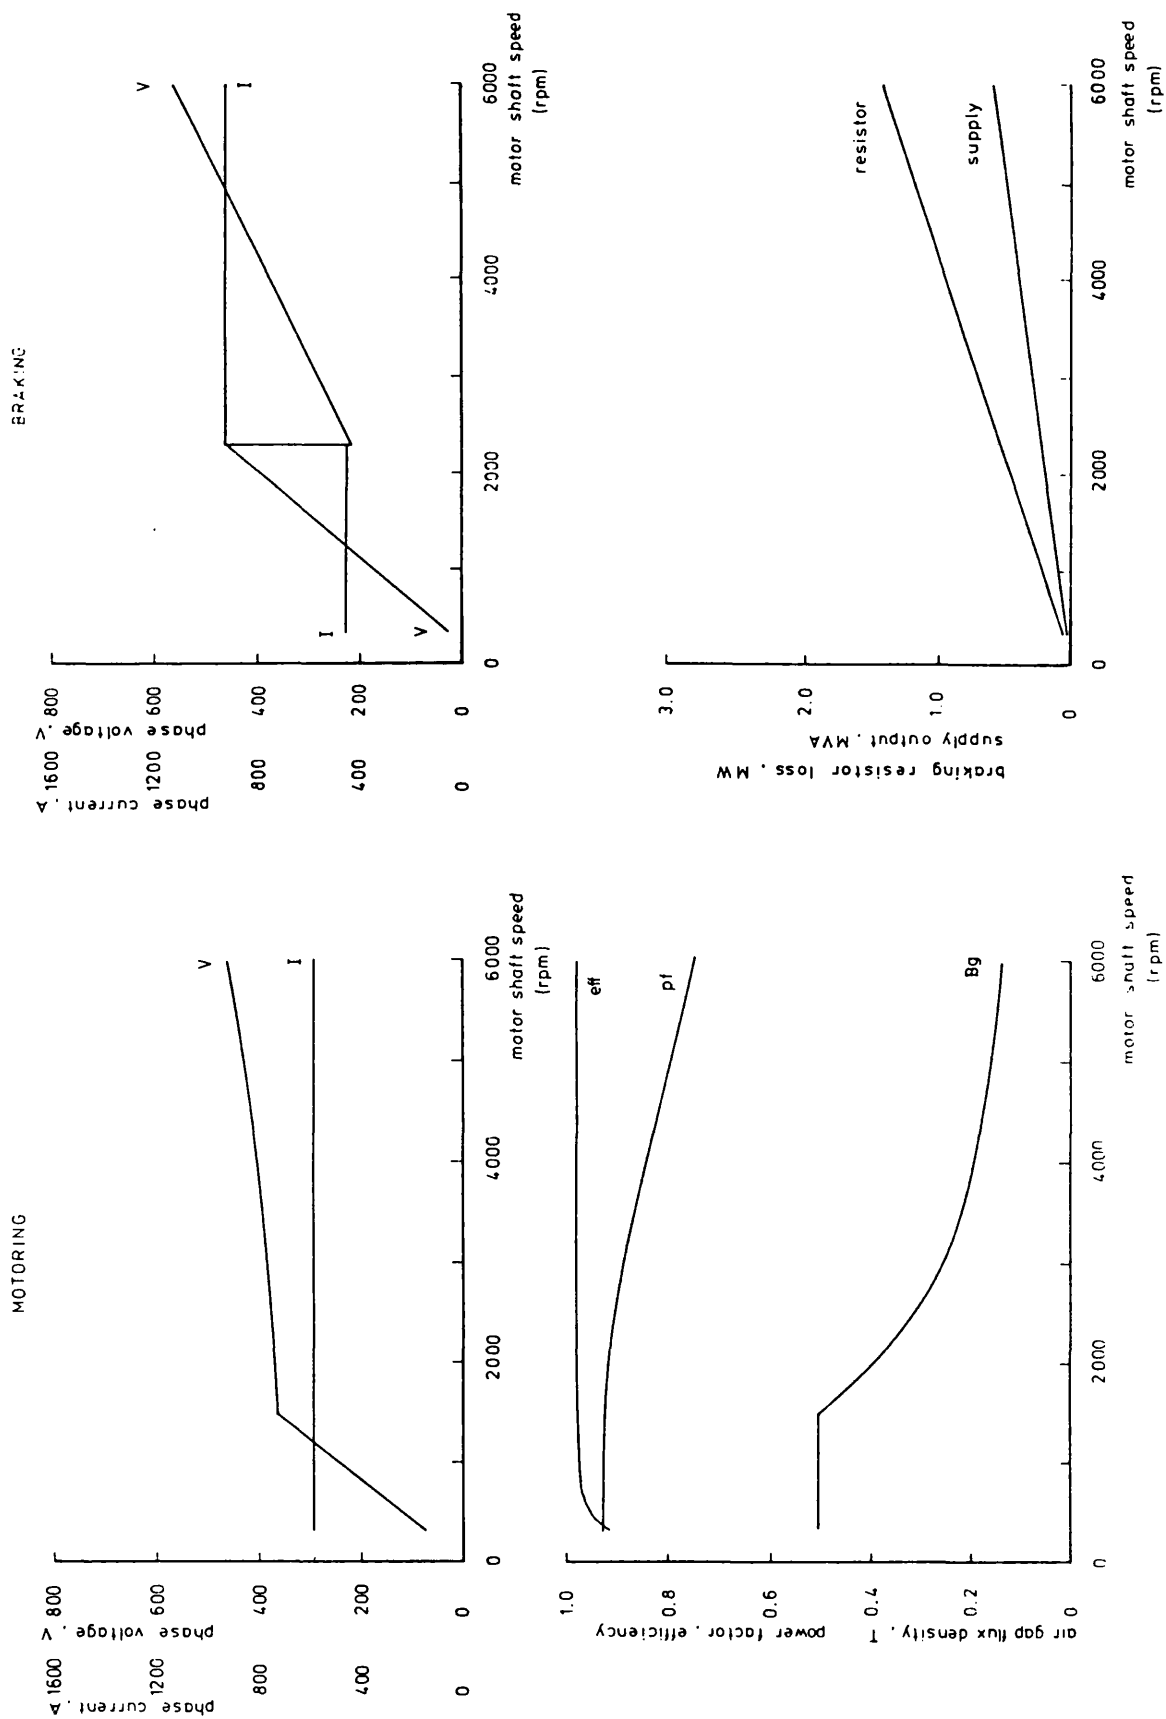 MOTORING
phase current , A
1600
1200
800
400
0
phase voltage , V
800
600
400
200
0
V
I
0
2000
4000
6000
motor shaft speed
(rpm)
air gap flux density , T
power factor , efficiency
1.0
0.8
0.6
0.4
0.2
0
eff
pf
Bg
0
2000
4000
6000
motor shaft speed
(rpm)
BRAKING
phase current , A
1600
1200
800
400
0
phase voltage , V
800
600
400
200
0
I
V
V
I
0
2000
4000
6000
motor shaft speed
(rpm)
braking resistor loss , MW
supply output , MVA
3.0
2.0
1.0
0
resistor
supply
0
2000
4000
6000
motor shaft speed
(rpm)